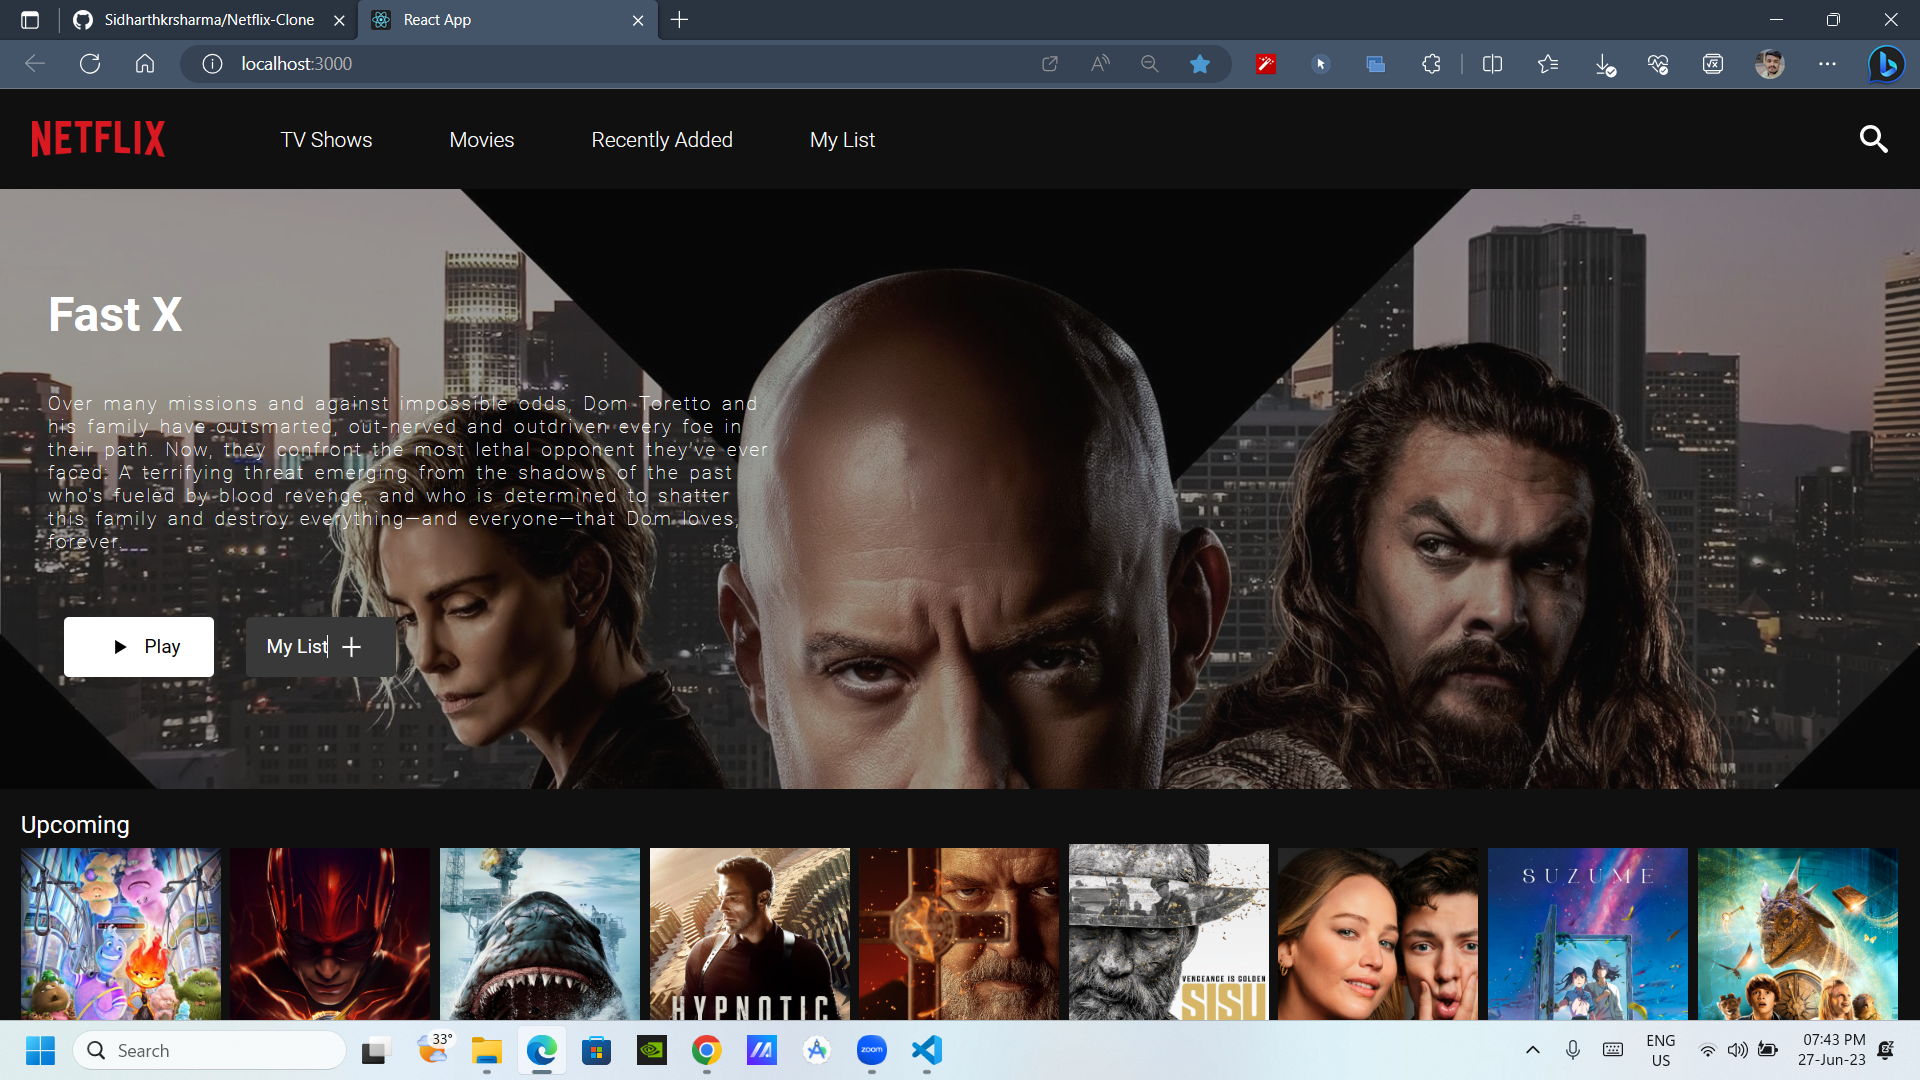 Sidharthkrsharma/Netflix-Clone
React App
localhost:3000
NETFLIX
TV Shows
Movies
Recently Added
My List
Fast X
Over many missions and against impossible odds, Dom Toretto and
his family have outsmarted, out-nerved and outdriven every foe in
their path. Now, they confront the most lethal opponent they've ever
faced: A terrifying threat emerging from the shadows of the past
who's fueled by blood revenge, and who is determined to shatter
this family and destroy everything—and everyone—that Dom loves,
forever.
Play
My List
Upcoming
HYPNOTIC
VENGEANCE IS GOLDEN
SISU
SUZUME
33°
Search
zoom
ENG
US
07:43 PM
27-Jun-23